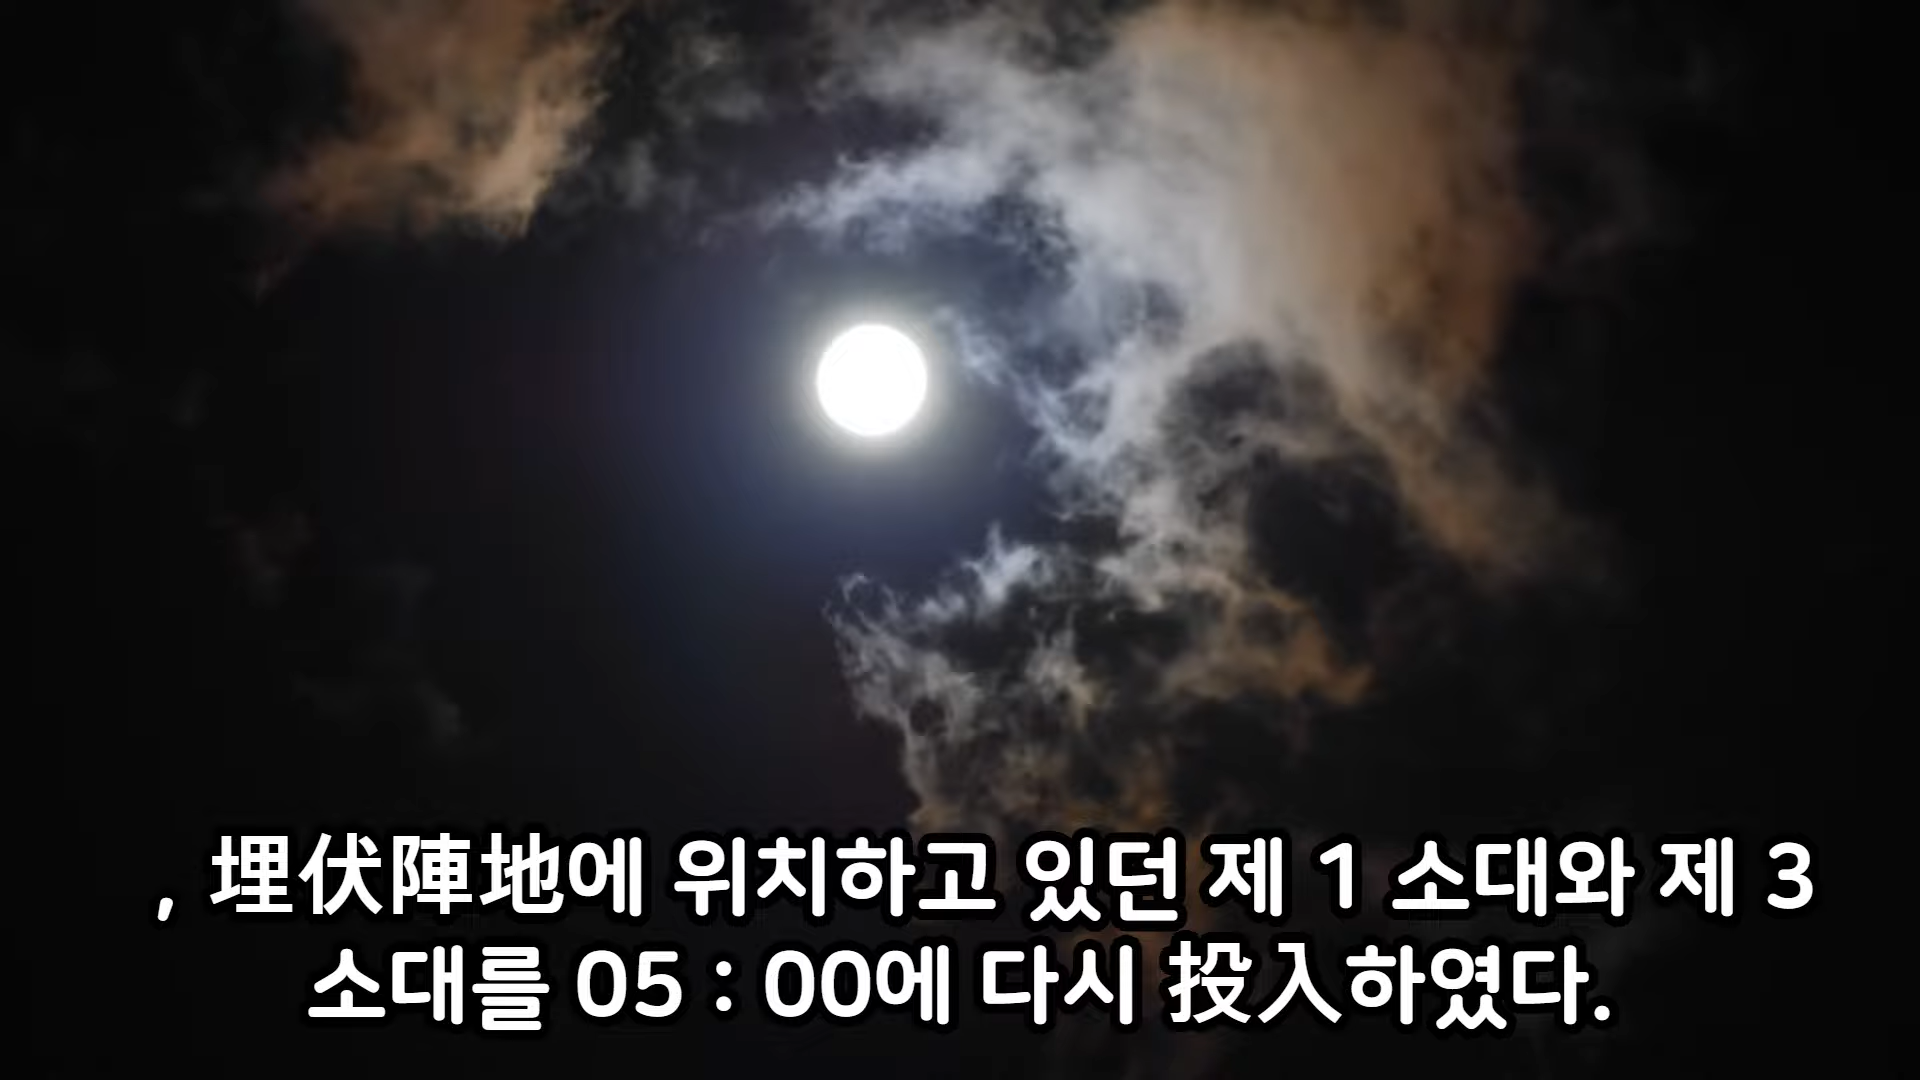 , 埋伏陣地에 위치하고 있던 제 1 소대와 제 3
소대를 05 : 00에 다시 投入하였다.